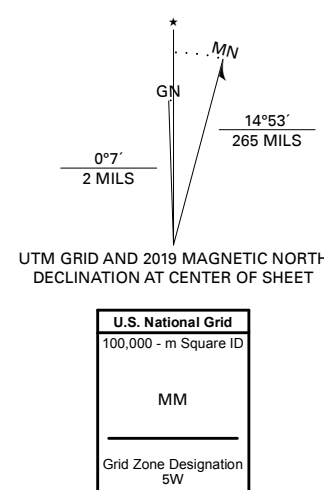 ★
MN
GN
14°53´
265 MILS
0°7´
2 MILS
UTM GRID AND 2019 MAGNETIC NORTH
DECLINATION AT CENTER OF SHEET
U.S. National Grid
100,000 - m Square ID
MM
Grid Zone Designation
5W